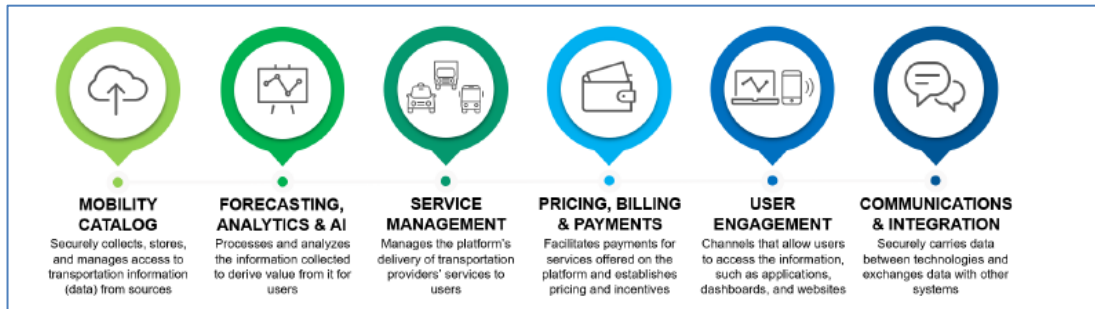 MOBILITY
CATALOG
Securely collects, stores,
and manages access to
transportation information
(data) from sources
FORECASTING,
ANALYTICS & AI
Processes and analyzes
the information collected
to derive value from it for
users
SERVICE
MANAGEMENT
Manages the platform's
delivery of transportation
providers' services to
users
PRICING, BILLING
& PAYMENTS
Facilitates payments for
services offered on the
platform and establishes
pricing and incentives
USER
ENGAGEMENT
Channels that allow users
to access the information,
such as applications,
dashboards, and websites
COMMUNICATIONS
& INTEGRATION
Securely carries data
between technologies and
exchanges data with other
systems